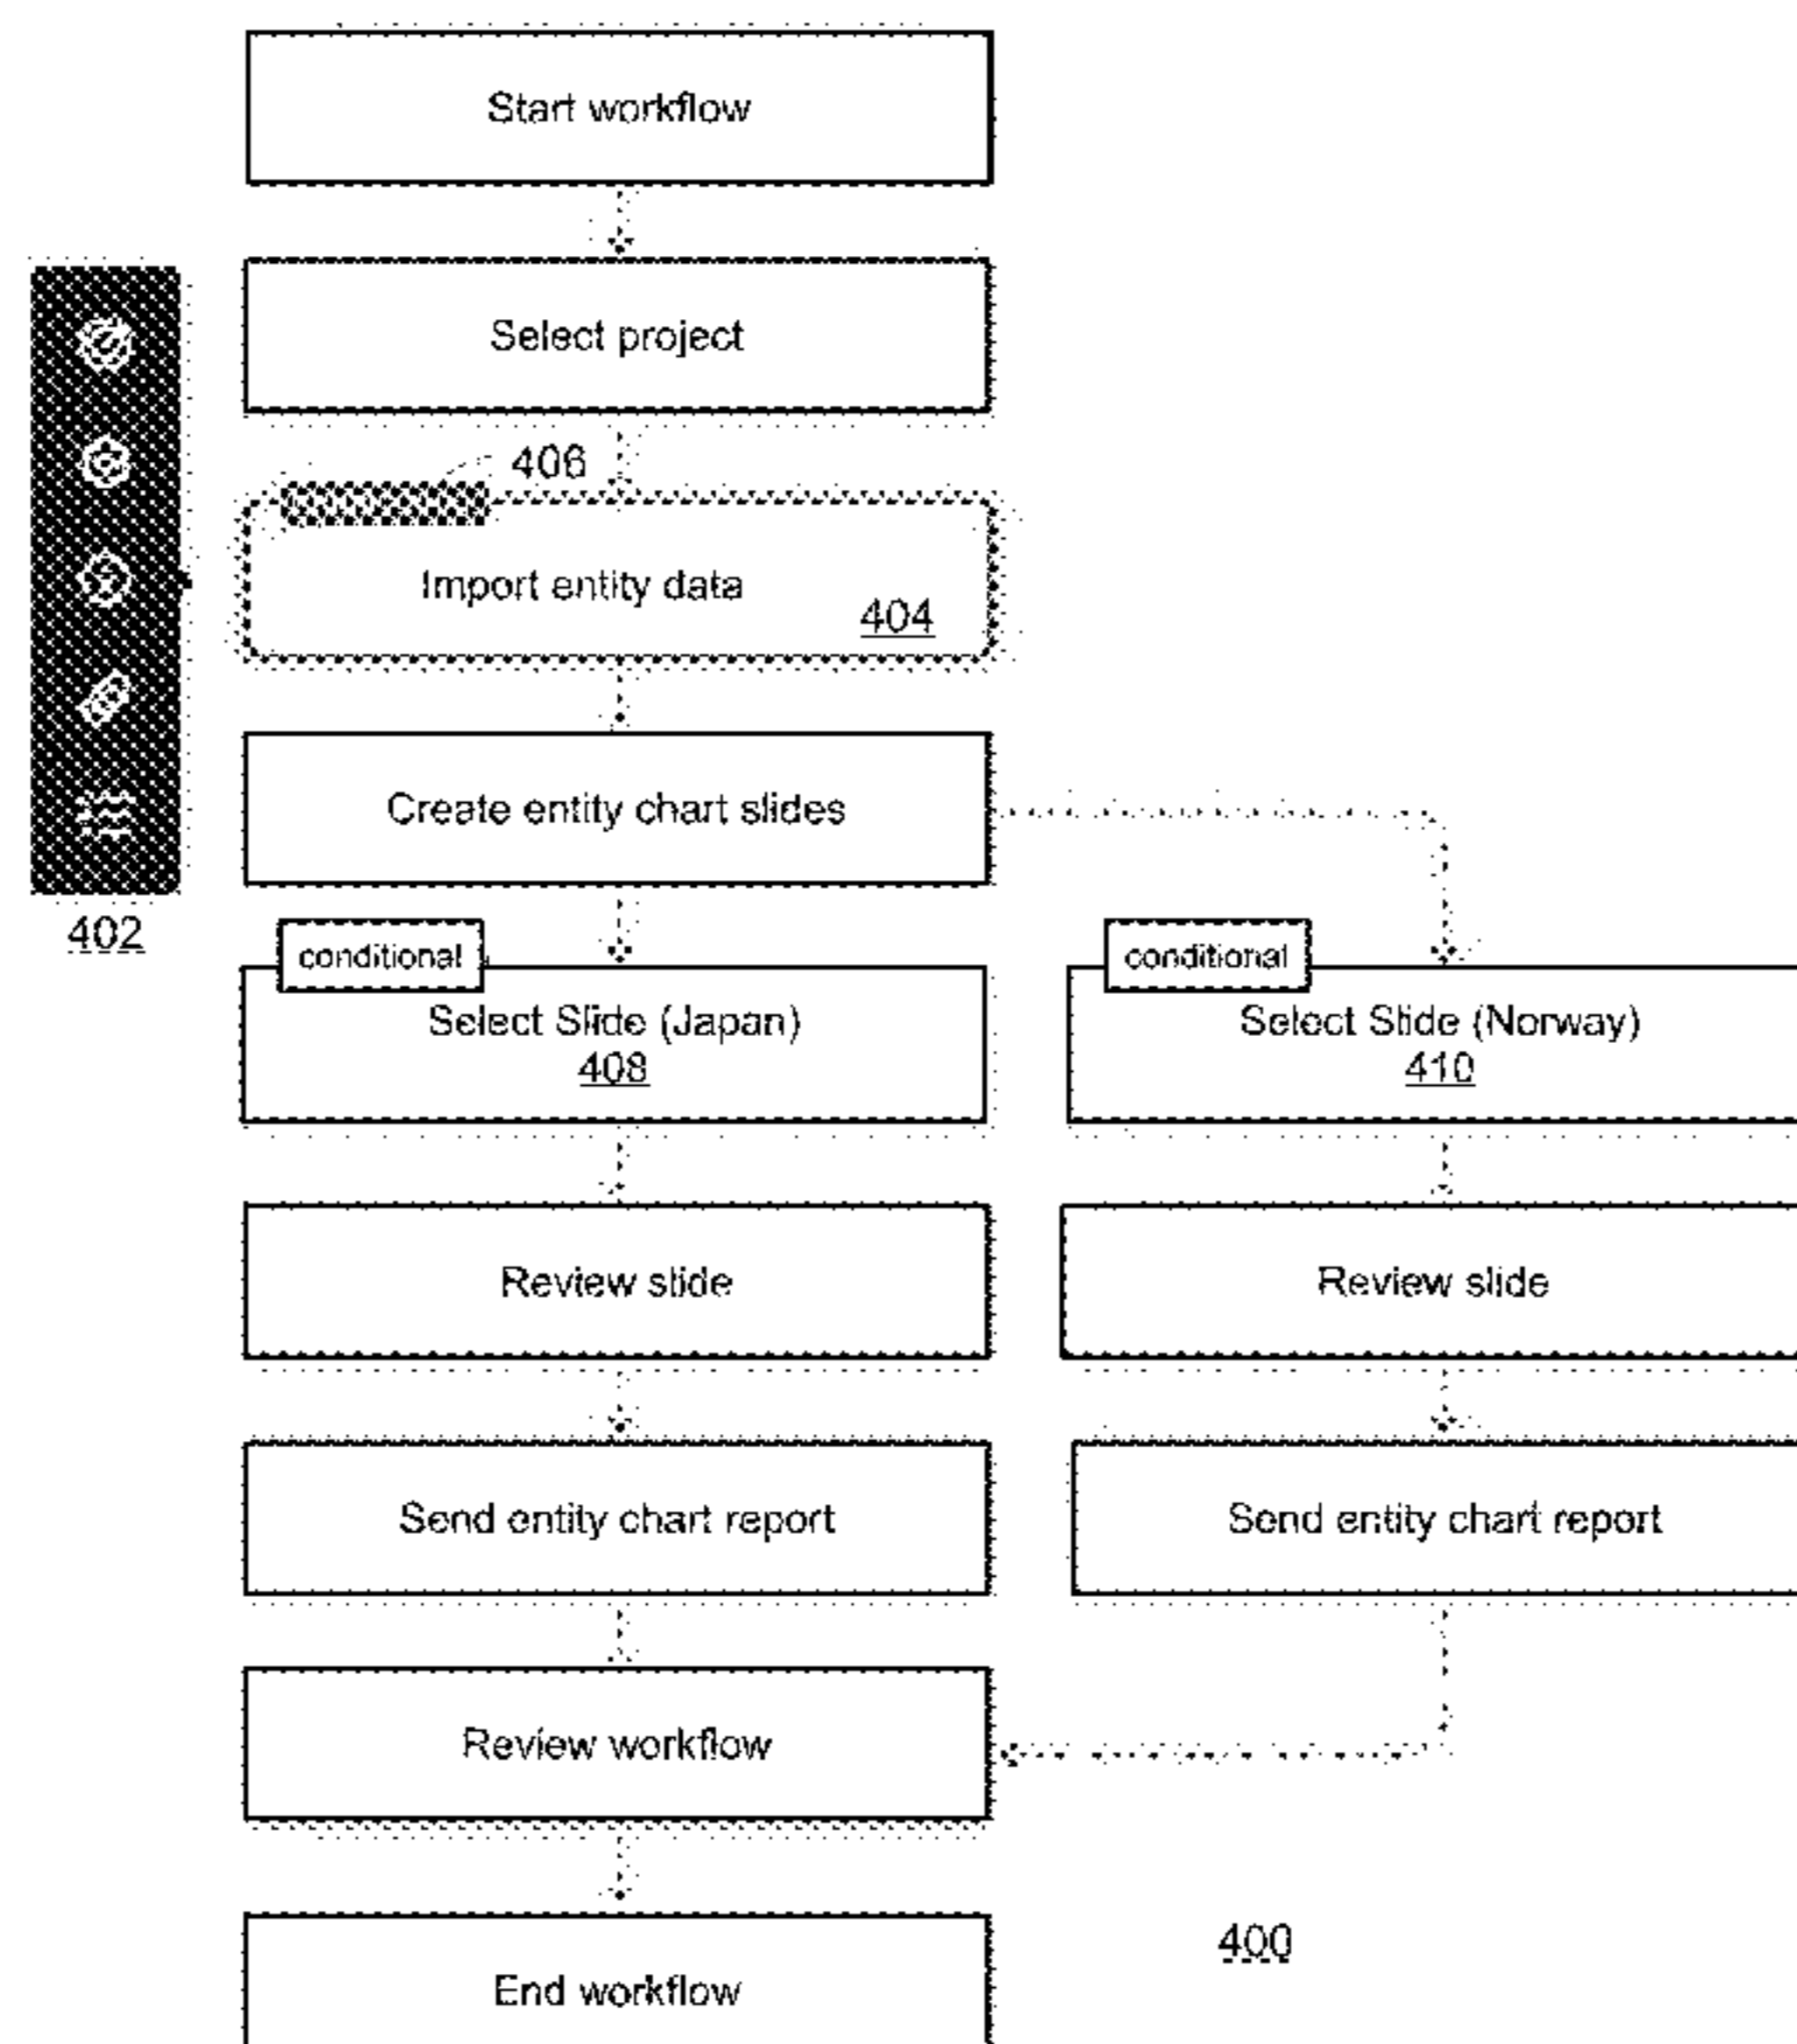 Start workflow
Select project
406
Import entity data
404
Create entity chart slides
402
conditional
Select Slide (Japan)
408
conditional
Select Slide (Norway)
410
Review slide
Review slide
Send entity chart report
Send entity chart report
Review workflow
End workflow
400